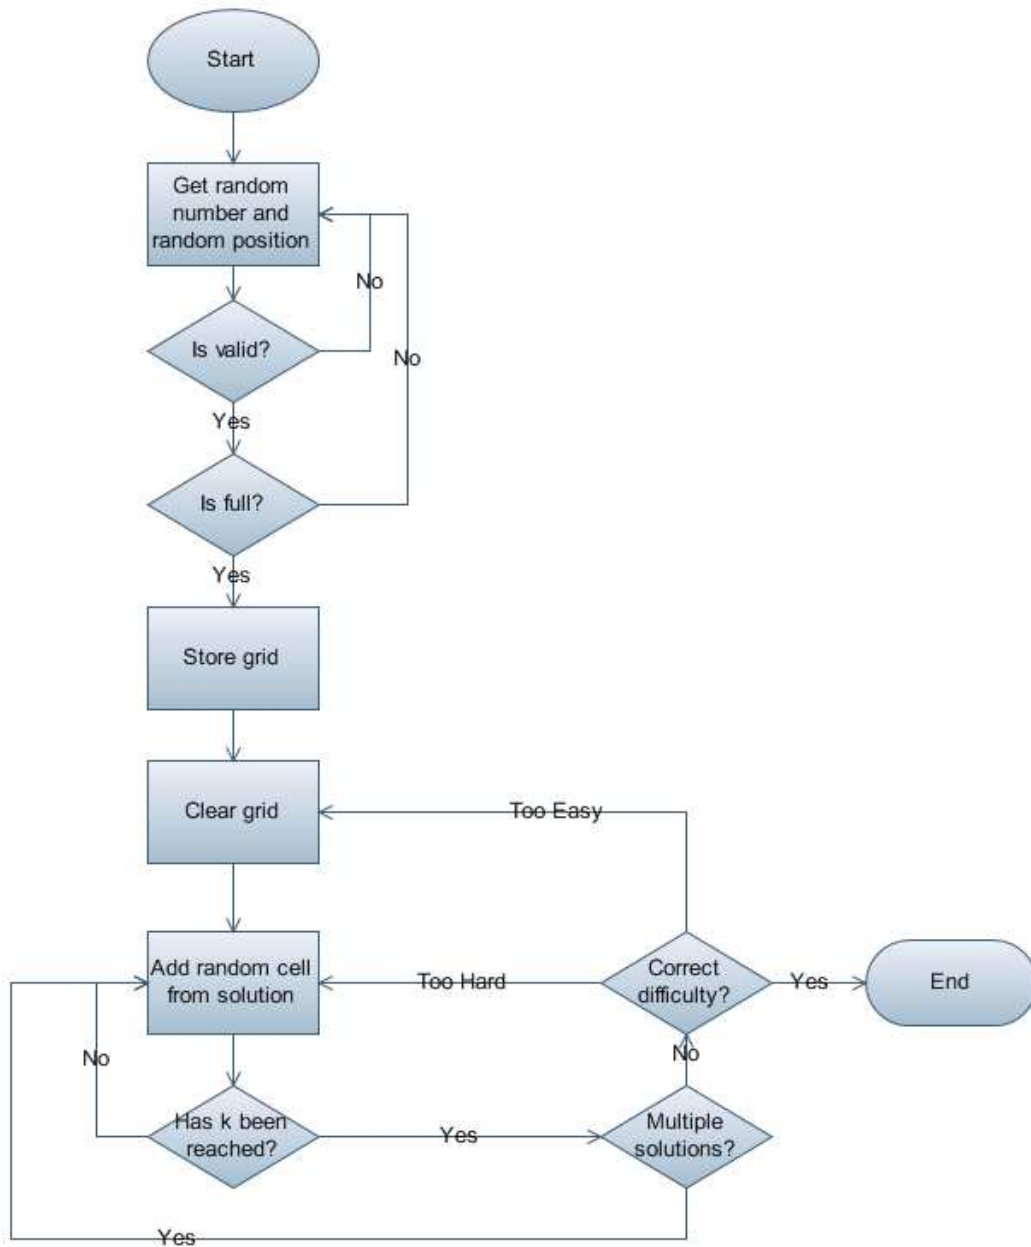 Start
Get random
number and
random position
No
Is valid?
No
Yes
Is full?
Yes
Store grid
Clear grid
Too Easy
Add random cell
from solution
Too Hard
Correct
difficulty?
Yes
End
No
No
Has k been
reached?
Yes
Multiple
solutions?
Yes